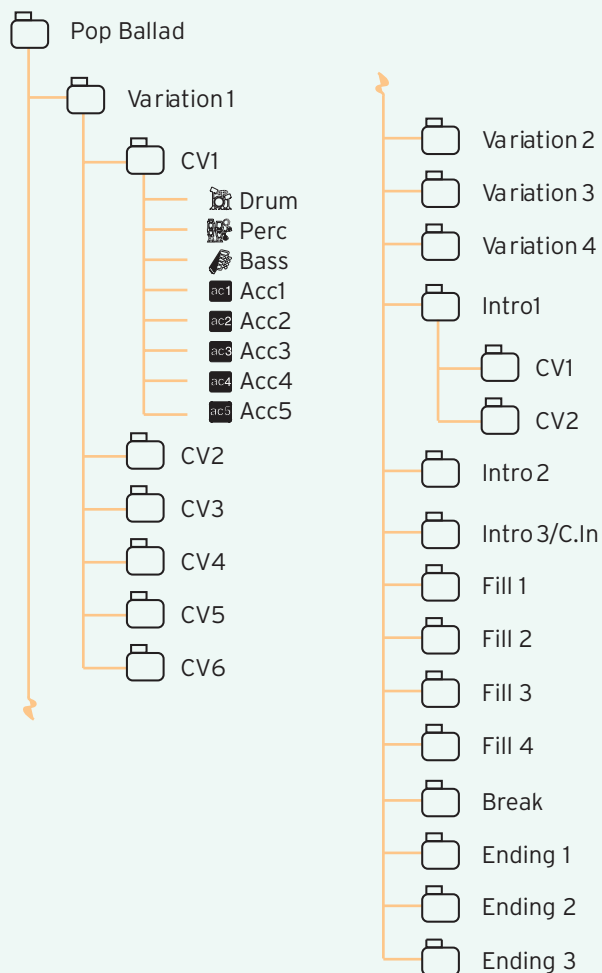 Pop Ballad
Variation 1
CV1
Drum
Perc
Bass
ac1 Acc1
ac2 Acc2
ac3 Acc3
ac4 Acc4
ac5 Acc5
CV2
CV3
CV4
CV5
CV6
Variation 2
Variation 3
Variation 4
Intro1
CV1
CV2
Intro 2
Intro 3/C.In
Fill 1
Fill 2
Fill 3
Fill 4
Break
Ending 1
Ending 2
Ending 3